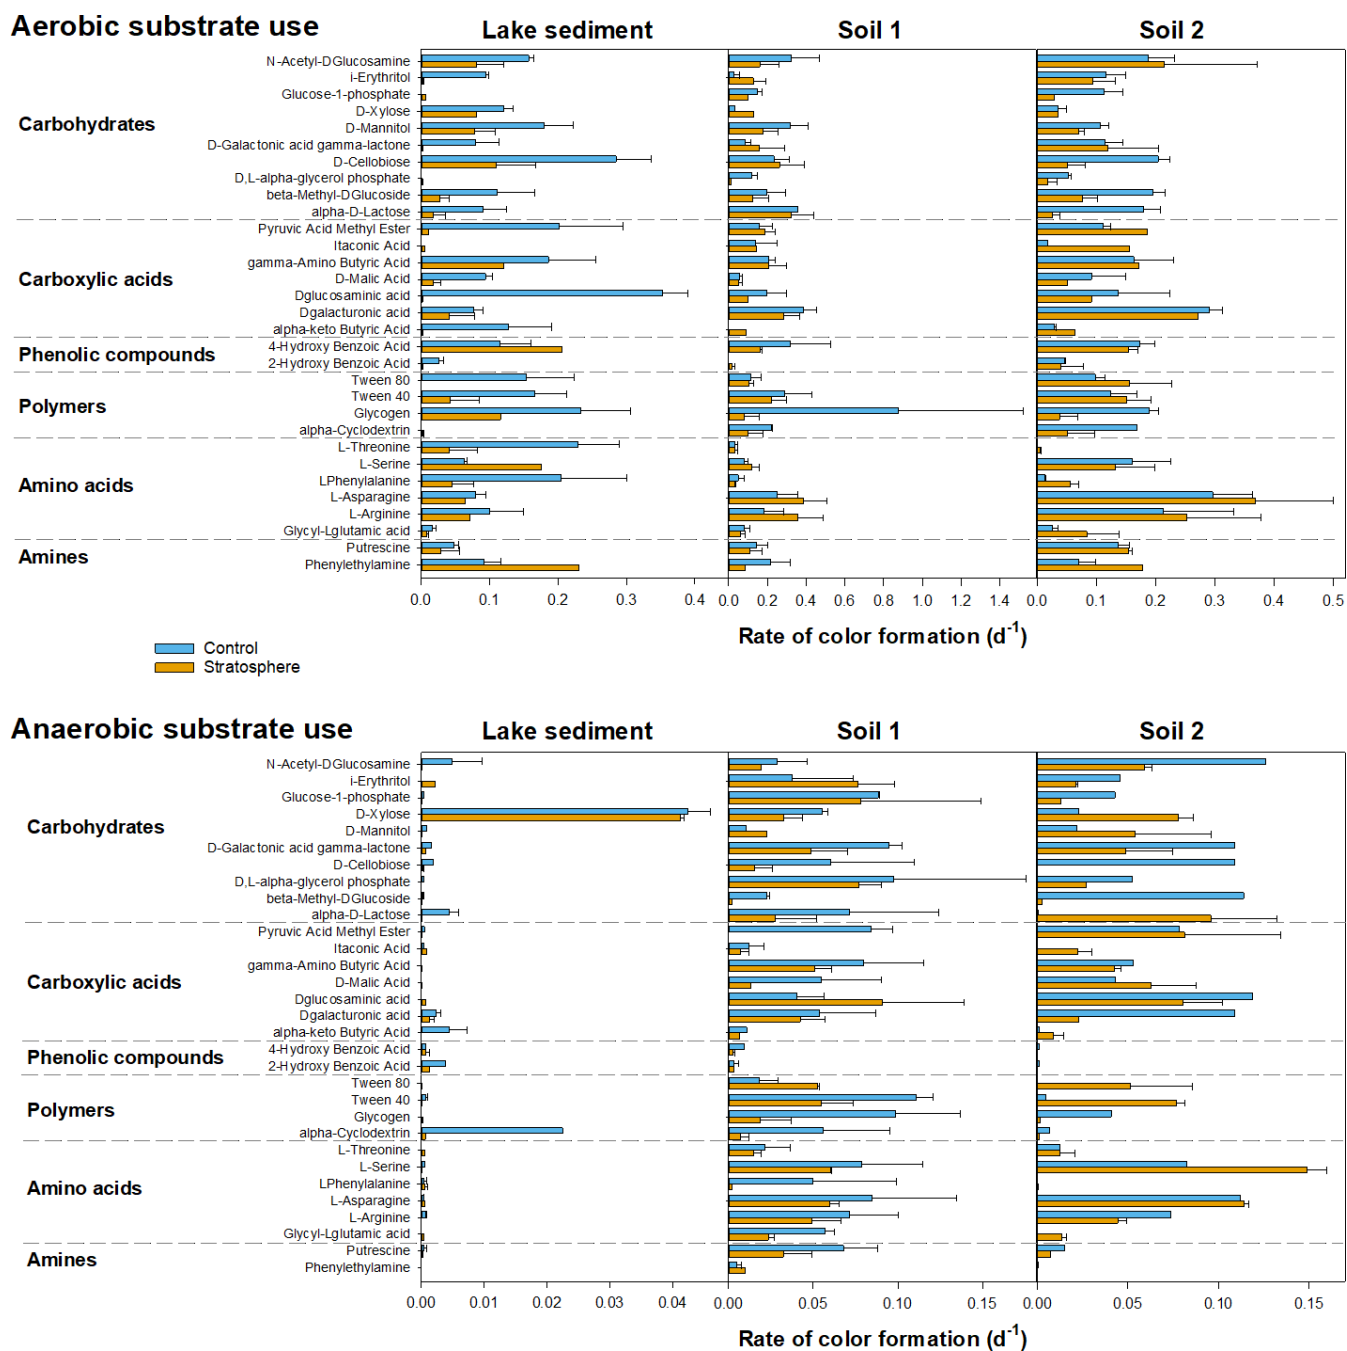 Aerobic substrate use
Lake sediment
Soil 1
Soil 2
N-Acetyl-DGlucosamine
i-Erythritol
Glucose-1-phosphate
D-Xylose
Carbohydrates
D-Mannitol
D-Galactonic acid gamma-lactone
D-Cellobiose
D,L-alpha-glycerol phosphate
beta-Methyl-DGlucoside
alpha-D-Lactose
Pyruvic Acid Methyl Ester
Itaconic Acid
gamma-Amino Butyric Acid
Carboxylic acids
D-Malic Acid
Dglucosaminic acid
Dgalacturonic acid
alpha-keto Butyric Acid
Phenolic compounds
4-Hydroxy Benzoic Acid
2-Hydroxy Benzoic Acid
Tween 80
Polymers
Tween 40
Glycogen
alpha-Cyclodextrin
L-Threonine
L-Serine
Amino acids
LPhenylalanine
L-Asparagine
L-Arginine
Glycyl-Lglutamic acid
Amines
Putrescine
Phenylethylamine
0.0 0.1 0.2 0.3 0.4 0.0 0.2 0.4 0.6 0.8 1.0 1.2 1.4 0.0 0.1 0.2 0.3 0.4 0.5
Rate of color formation (d⁻¹)
Control
Stratosphere
Anaerobic substrate use
Lake sediment
Soil 1
Soil 2
N-Acetyl-DGlucosamine
i-Erythritol
Glucose-1-phosphate
D-Xylose
Carbohydrates
D-Mannitol
D-Galactonic acid gamma-lactone
D-Cellobiose
D,L-alpha-glycerol phosphate
beta-Methyl-DGlucoside
alpha-D-Lactose
Pyruvic Acid Methyl Ester
Itaconic Acid
gamma-Amino Butyric Acid
Carboxylic acids
D-Malic Acid
Dglucosaminic acid
Dgalacturonic acid
alpha-keto Butyric Acid
Phenolic compounds
4-Hydroxy Benzoic Acid
2-Hydroxy Benzoic Acid
Tween 80
Polymers
Tween 40
Glycogen
alpha-Cyclodextrin
L-Threonine
L-Serine
Amino acids
LPhenylalanine
L-Asparagine
L-Arginine
Glycyl-Lglutamic acid
Amines
Putrescine
Phenylethylamine
0.00 0.01 0.02 0.03 0.04 0.00 0.05 0.10 0.15 0.00 0.05 0.10 0.15
Rate of color formation (d⁻¹)